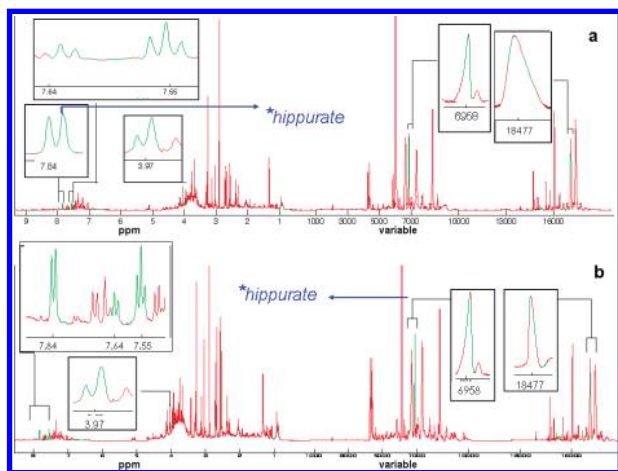 a
7.64 7.55
6958
18477
*hippurate
7.84
3.97
9 8 7 6 5 4 3 2 1
1000 3000 5000 7000 10000 13000 16000
ppm variable
b
*hippurate
7.84 7.64 7.55
6958
18477
3.97
ppm variable